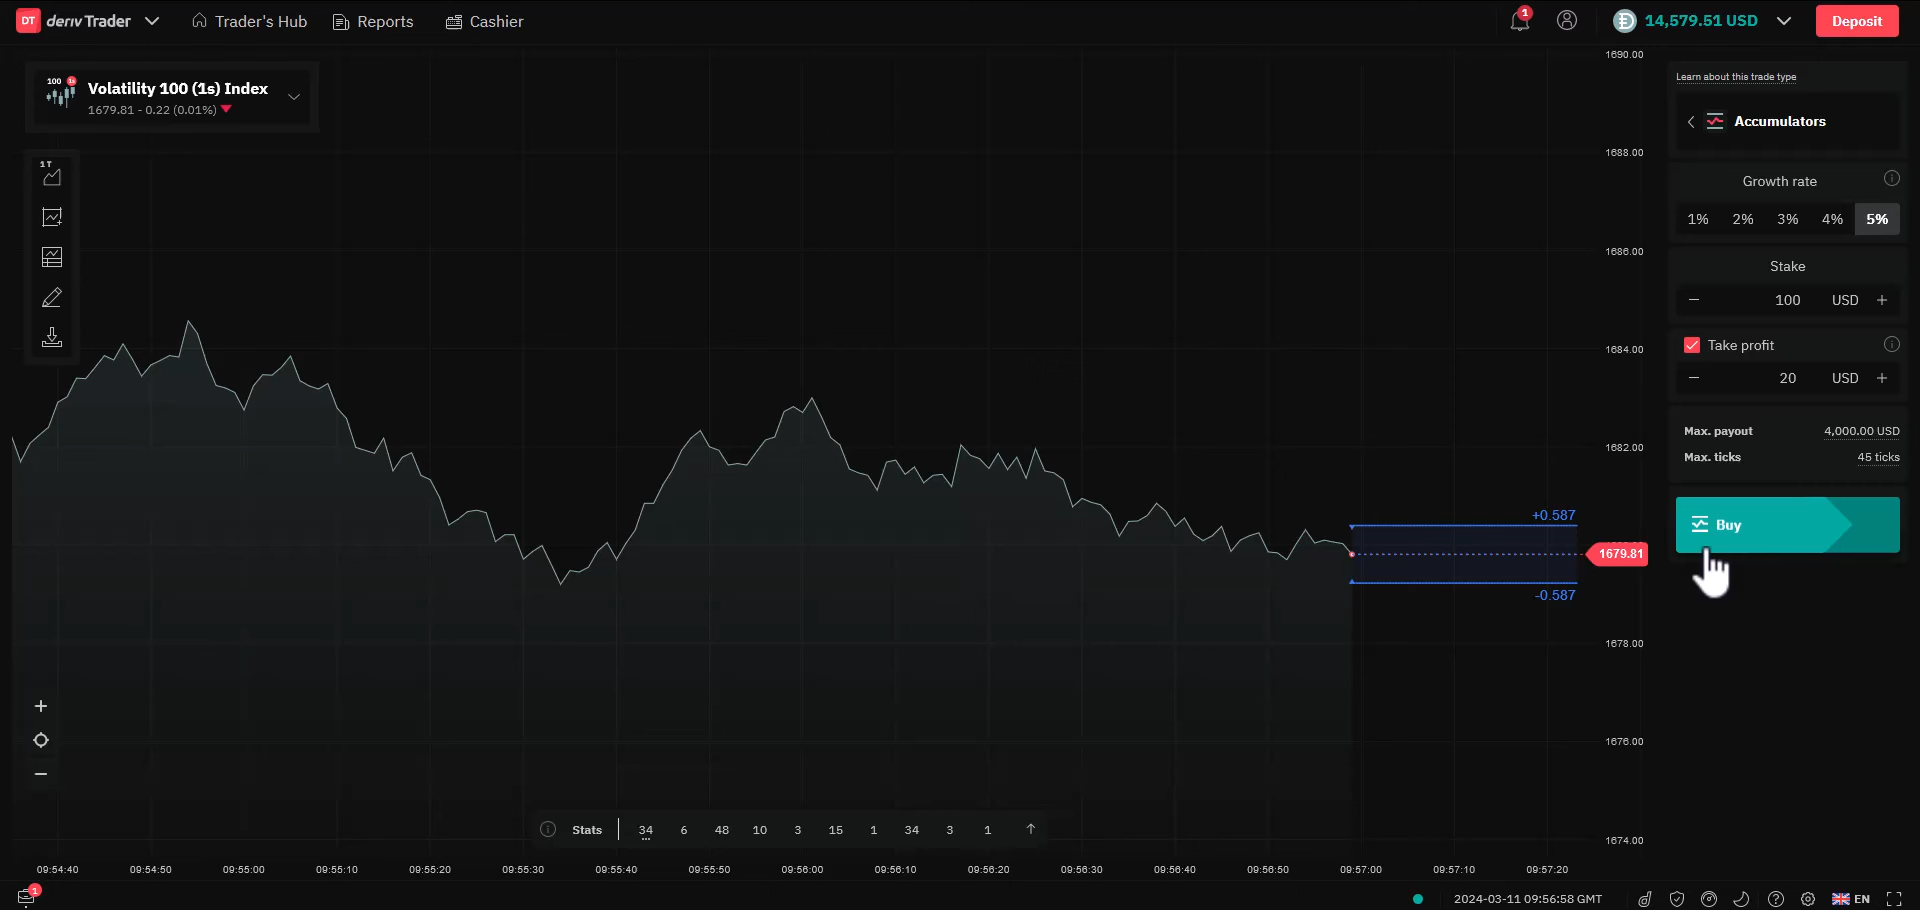 DT deriv Trader
Trader's Hub
Reports
Cashier
1
14,579.51 USD
Deposit
100 1s
Volatility 100 (1s) Index
1679.81 - 0.22 (0.01%)
1T
1690.00
1688.00
1686.00
1684.00
1682.00
1678.00
1676.00
1674.00
+0.587
1679.81
-0.587
Learn about this trade type
Accumulators
Growth rate
1% 2% 3% 4% 5%
Stake
− 100 USD +
Take profit
− 20 USD +
Max. payout 4,000.00 USD
Max. ticks 45 ticks
Buy
Stats 34 6 48 10 3 15 1 34 3 1
09:54:40 09:54:50 09:55:00 09:55:10 09:55:20 09:55:30 09:55:40 09:55:50 09:56:00 09:56:10 09:56:20 09:56:30 09:56:40 09:56:50 09:57:00 09:57:10 09:57:20
1
2024-03-11 09:56:58 GMT
EN